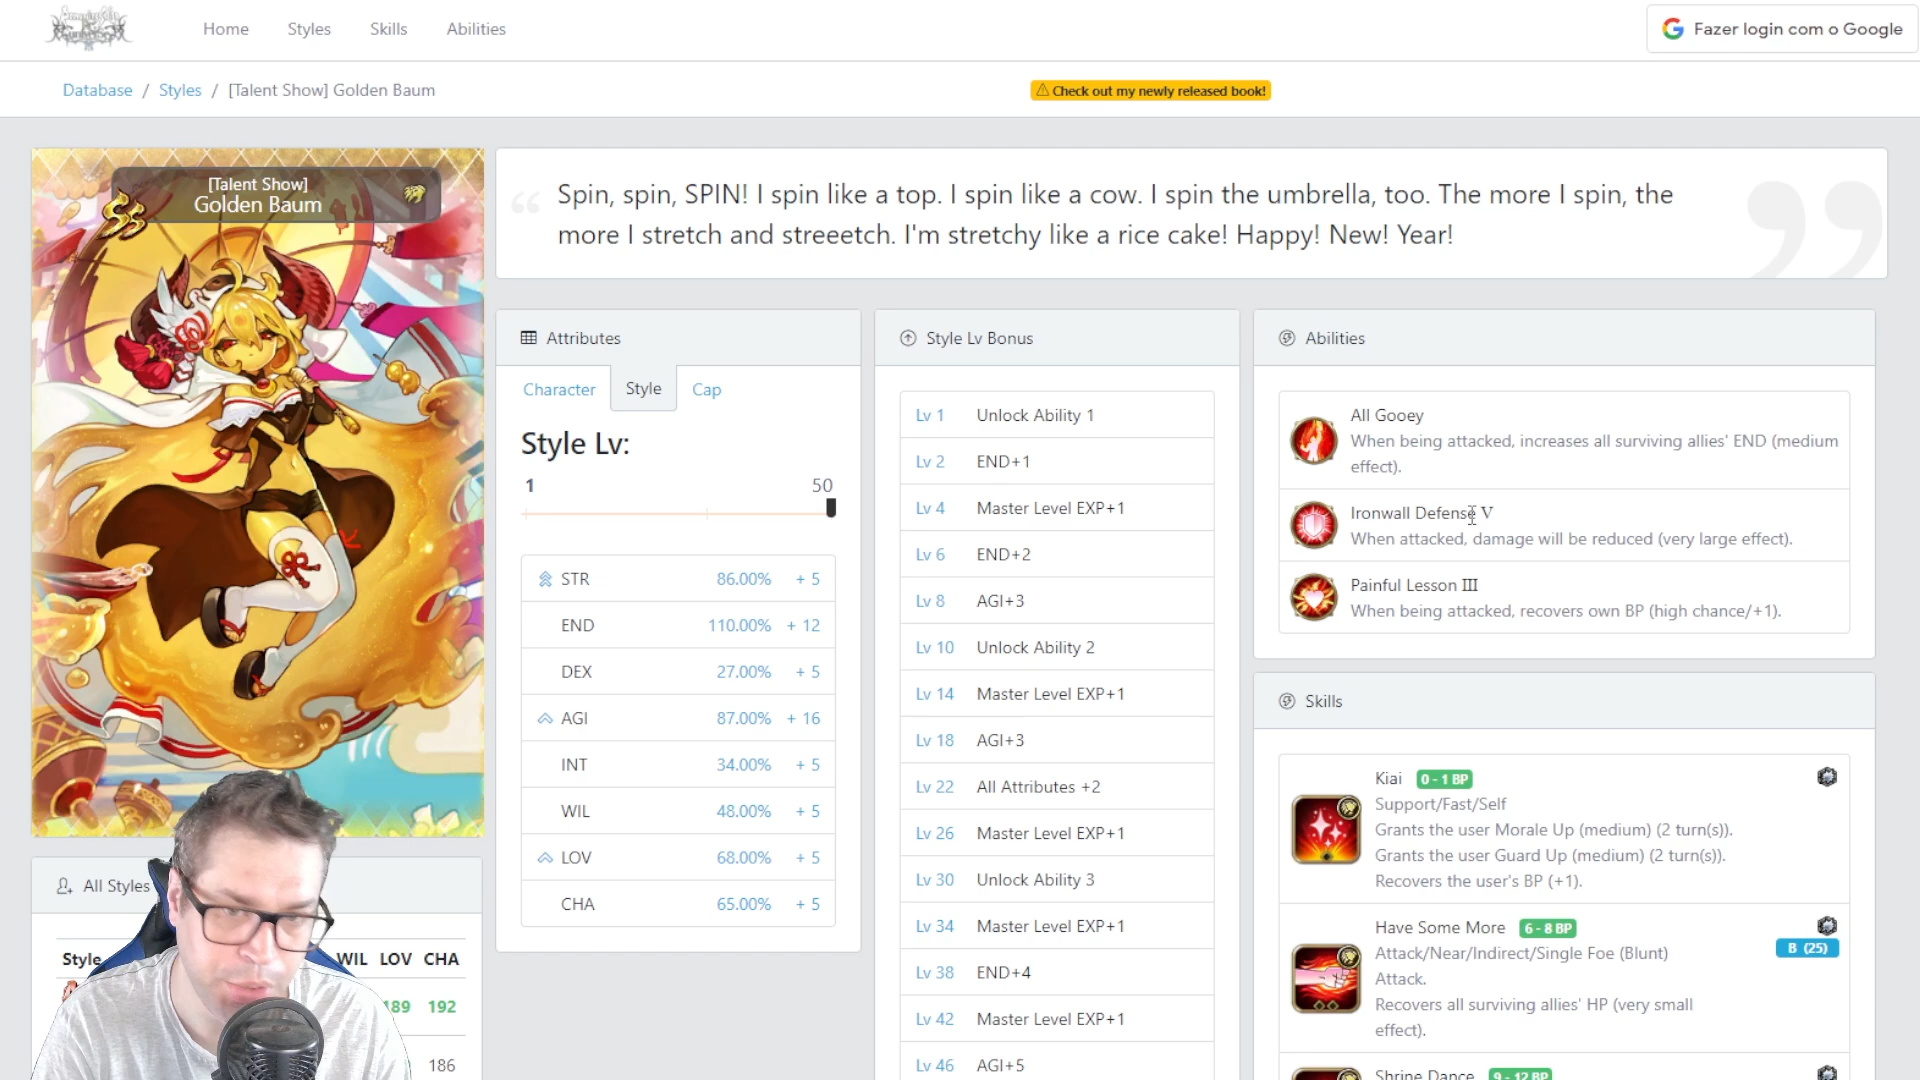 Home
Styles
Skills
Abilities
Fazer login com o Google
Database / Styles / [Talent Show] Golden Baum
Check out my newly released book!
[Talent Show]
Golden Baum
SS
Spin, spin, SPIN! I spin like a top. I spin like a cow. I spin the umbrella, too. The more I spin, the
more I stretch and streeetch. I'm stretchy like a rice cake! Happy! New! Year!
Attributes
Character
Style
Cap
Style Lv:
1
50
STR 86.00% + 5
END 110.00% + 12
DEX 27.00% + 5
AGI 87.00% + 16
INT 34.00% + 5
WIL 48.00% + 5
LOV 68.00% + 5
CHA 65.00% + 5
Style Lv Bonus
Lv 1 Unlock Ability 1
Lv 2 END+1
Lv 4 Master Level EXP+1
Lv 6 END+2
Lv 8 AGI+3
Lv 10 Unlock Ability 2
Lv 14 Master Level EXP+1
Lv 18 AGI+3
Lv 22 All Attributes +2
Lv 26 Master Level EXP+1
Lv 30 Unlock Ability 3
Lv 34 Master Level EXP+1
Lv 38 END+4
Lv 42 Master Level EXP+1
Lv 46 AGI+5
Abilities
All Gooey
When being attacked, increases all surviving allies' END (medium
effect).
Ironwall Defense V
When attacked, damage will be reduced (very large effect).
Painful Lesson III
When being attacked, recovers own BP (high chance/+1).
Skills
Kiai 0 - 1 BP
Support/Fast/Self
Grants the user Morale Up (medium) (2 turn(s)).
Grants the user Guard Up (medium) (2 turn(s)).
Recovers the user's BP (+1).
Have Some More 6 - 8 BP
B (25)
Attack/Near/Indirect/Single Foe (Blunt)
Attack.
Recovers all surviving allies' HP (very small
effect).
Shrine Dance 9 - 12 BP
All Styles
Style WIL LOV CHA
189 192
186